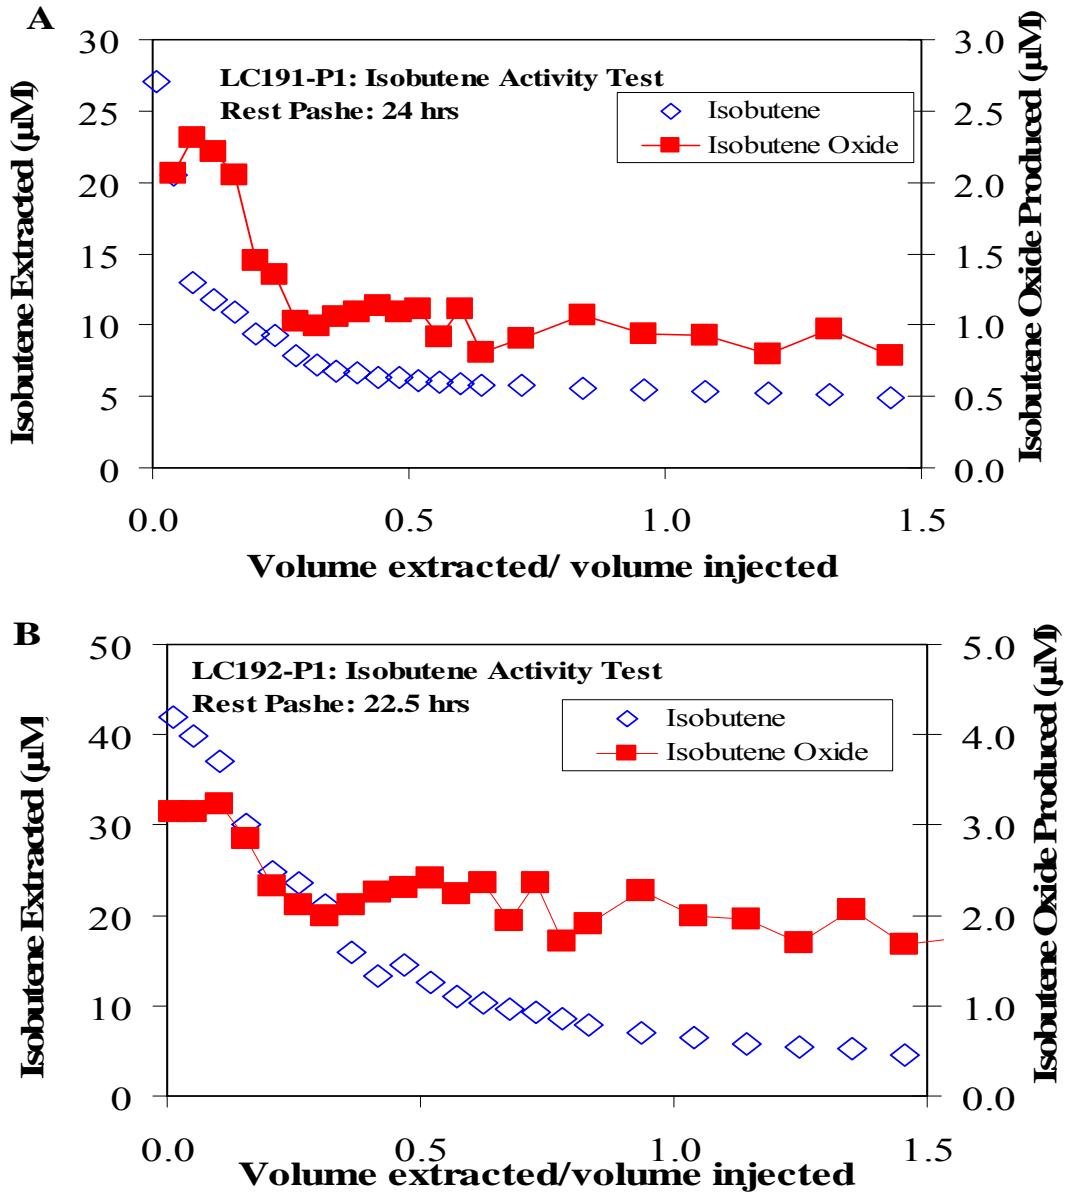 A
30
25
20
15
10
5
0
3.0
2.5
2.0
1.5
1.0
0.5
0.0
Isobutene Extracted (µM)
Isobutene Oxide Produced (µM)
LC191-P1: Isobutene Activity Test
Rest Pashe: 24 hrs
Isobutene
Isobutene Oxide
0.0 0.5 1.0 1.5
Volume extracted/ volume injected
B
50
40
30
20
10
0
5.0
4.0
3.0
2.0
1.0
0.0
Isobutene Extracted (µM
Isobutene Oxide Produced (µM)
LC192-P1: Isobutene Activity Test
Rest Pashe: 22.5 hrs
Isobutene
Isobutene Oxide
0.0 0.5 1.0 1.5
Volume extracted/volume injected